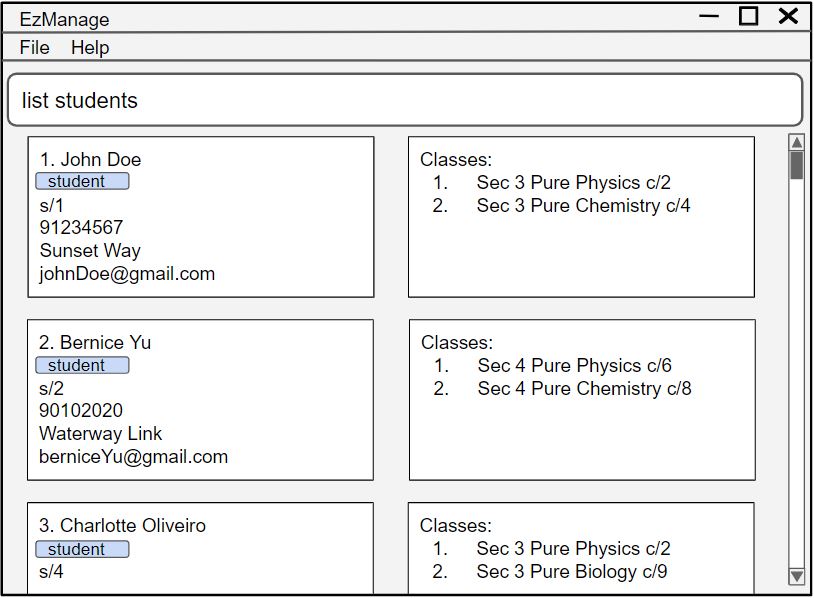 EzManage
File Help
list students
1. John Doe
student
s/1
91234567
Sunset Way
johnDoe@gmail.com
Classes:
1. Sec 3 Pure Physics c/2
2. Sec 3 Pure Chemistry c/4
2. Bernice Yu
student
s/2
90102020
Waterway Link
berniceYu@gmail.com
Classes:
1. Sec 4 Pure Physics c/6
2. Sec 4 Pure Chemistry c/8
3. Charlotte Oliveiro
student
s/4
Classes:
1. Sec 3 Pure Physics c/2
2. Sec 3 Pure Biology c/9